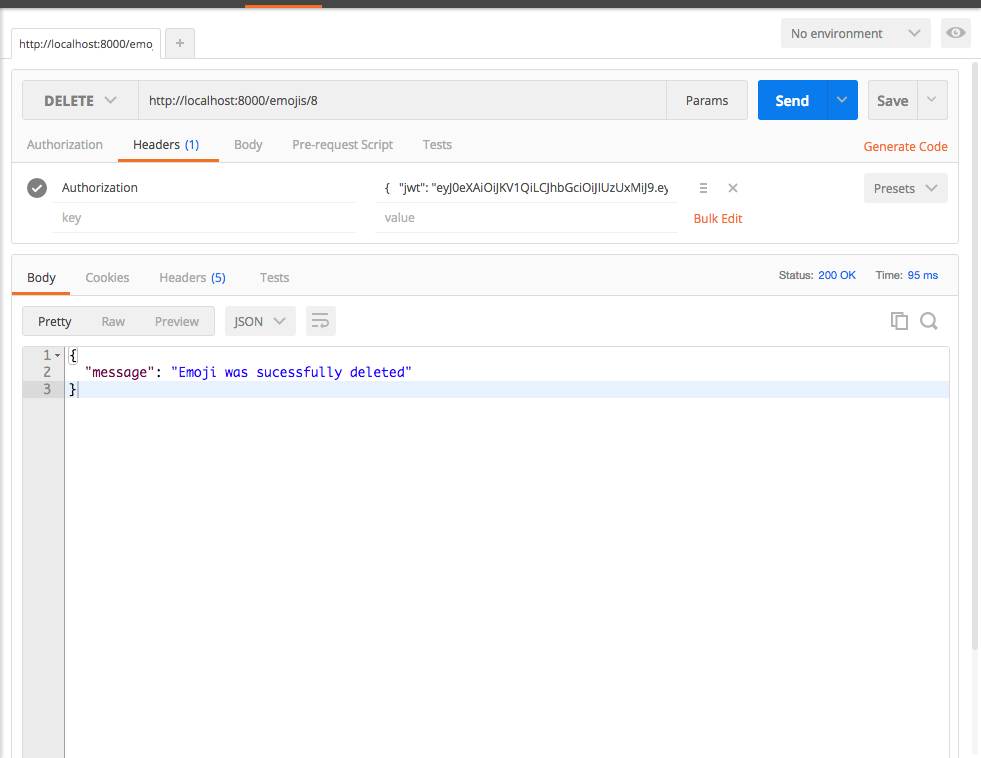 http://localhost:8000/emoj
+
No environment
DELETE
http://localhost:8000/emojis/8
Params
Send
Save
Authorization
Headers (1)
Body
Pre-request Script
Tests
Generate Code
Authorization
{ "jwt": "eyJ0eXAiOiJKV1QiLCJhbGciOiJIUzUxMiJ9.ey
Presets
key
value
Bulk Edit
Body
Cookies
Headers (5)
Tests
Status: 200 OK
Time: 95 ms
Pretty
Raw
Preview
JSON
1 {
2 "message": "Emoji was sucessfully deleted"
3 }